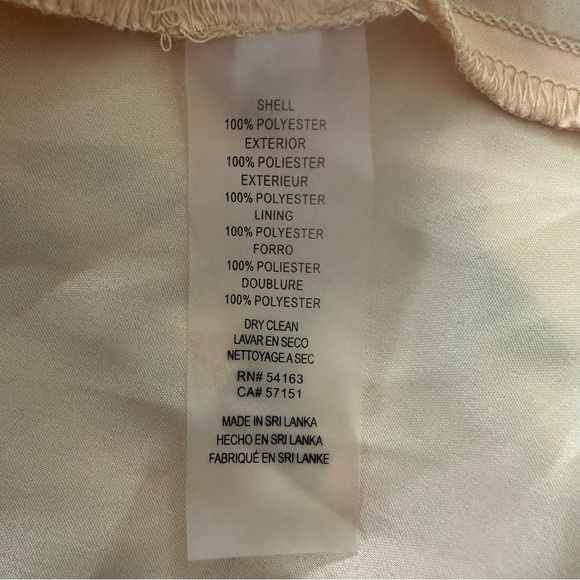 SHELL
100% POLYESTER
EXTERIOR
100% POLIESTER
EXTERIEUR
100% POLYESTER
LINING
100% POLYESTER
FORRO
100% POLIESTER
DOUBLURE
100% POLYESTER
DRY CLEAN
LAVAR EN SECO
NETTOYAGE A SEC
RN# 54163
CA# 57151
MADE IN SRI LANKA
HECHO EN SRI LANKA
FABRIQUÉ EN SRI LANKE